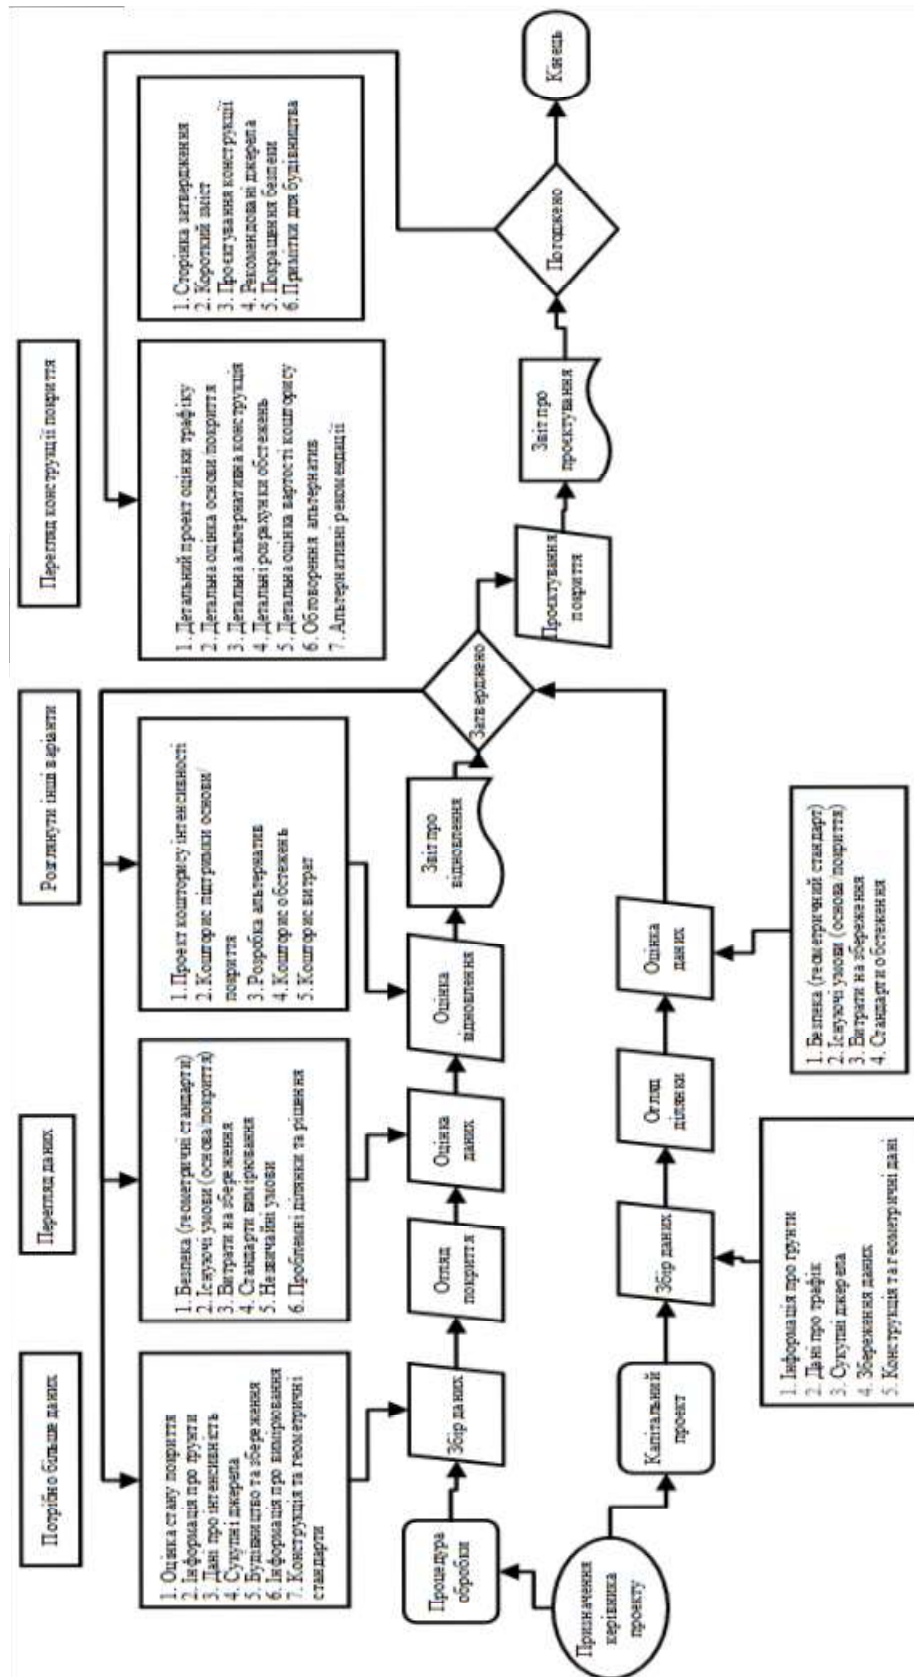 Потрібно більше даних
Перегляд даних
Розглянути інші варіанти
Перегляд конструкції покриття
1. Оцінка стану покриття
2. Інформація про ґрунти
3. Дані про інтенсивність
4. Сукупні джерела
5. Будівництво та збереження
6. Інформація про вимірювання
7. Конструкція та геометричні
стандарти
1. Безпека (геометричні стандарти)
2. Існуючі умови (основа/покриття)
3. Витрати на збереження
4. Стандарти вимірювання
5. Незвичайні умови
6. Проблемні ділянки та рішення
1. Проект кошторису інтенсивності
2. Кошторис підтримки основи/
покриття
3. Розробка альтернатив
4. Кошторис обстежень
5. Кошторис витрат
1. Детальний проект оцінки трафіку
2. Детальна оцінка основи/покриття
3. Детальна альтернативна конструкція
4. Детальні розрахунки обстежень
5. Детальна оцінка вартості кошторису
6. Обговорення альтернатив
7. Альтернативні рекомендації
1. Сторінка затвердження
2. Короткий зміст
3. Проєктування конструкції
4. Рекомендовані джерела
5. Покращення безпеки
6. Примітки для будівництва
Процедура
обробки
Збір даних
Огляд
покриття
Оцінка
даних
Оцінка
відновлення
Звіт про
відновлення
Затверджено
Проєктування
покриття
Звіт про
проєктування
Погоджено
Кінець
Призначення
керівника
проекту
Капітальний
проект
Збір даних
Огляд
ділянки
Оцінка
даних
1. Інформація про ґрунти
2. Дані про трафік
3. Сукупні джерела
4. Збереження даних
5. Конструкція та геометричні дані
1. Безпека (геометричний стандарт)
2. Існуючі умови (основа/покриття)
3. Витрати на збереження
4. Стандарти обстеження